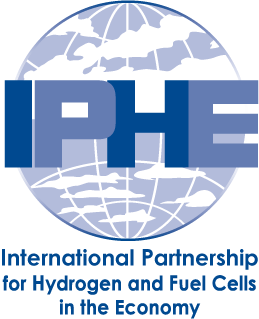 IPHE
International Partnership
for Hydrogen and Fuel Cells
in the Economy